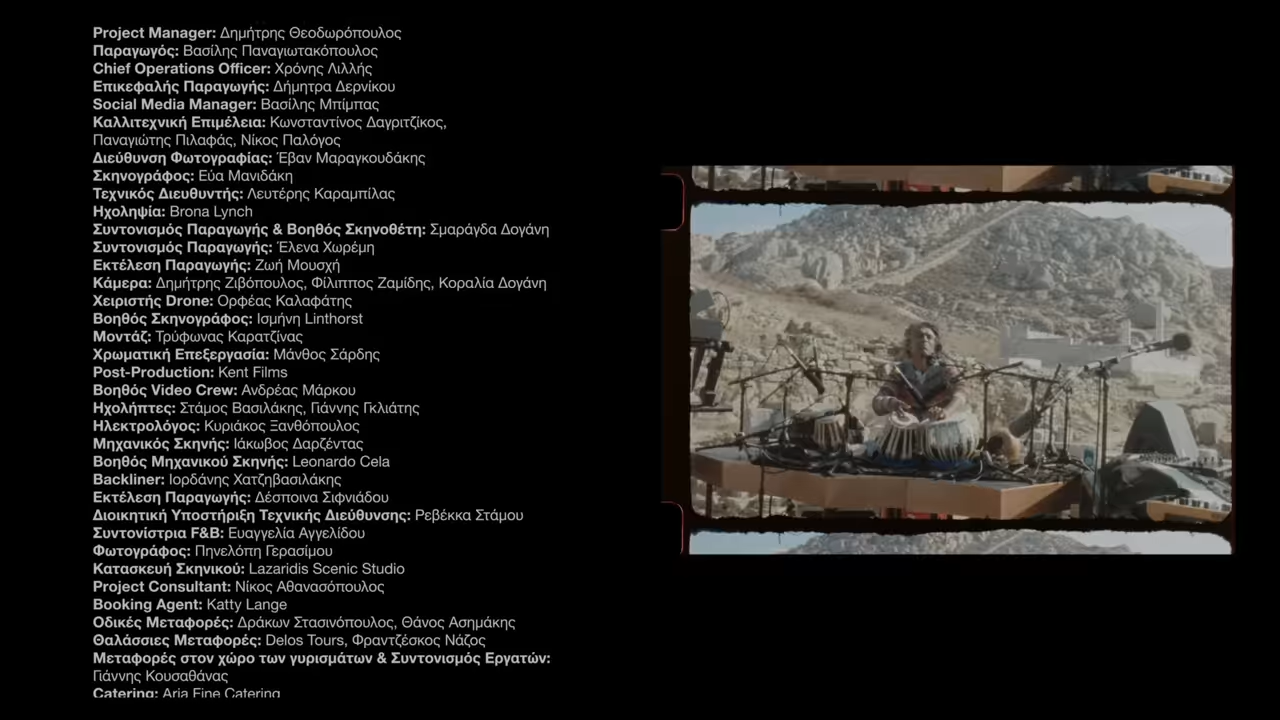 Project Manager: Δημήτρης Θεοδωρόπουλος
Παραγωγός: Βασίλης Παναγιωτακόπουλος
Chief Operations Officer: Χρόνης Λιλλής
Επικεφαλής Παραγωγής: Δήμητρα Δερνίκου
Social Media Manager: Βασίλης Μπίμπας
Καλλιτεχνική Επιμέλεια: Κωνσταντίνος Δαγριτζίκος,
Παναγιώτης Πιλαφάς, Νίκος Παλόγος
Διεύθυνση Φωτογραφίας: Έβαν Μαραγκουδάκης
Σκηνογράφος: Εύα Μανιδάκη
Τεχνικός Διευθυντής: Λευτέρης Καραμπίλας
Ηχοληψία: Brona Lynch
Συντονισμός Παραγωγής & Βοηθός Σκηνοθέτη: Σμαράγδα Δογάνη
Συντονισμός Παραγωγής: Έλενα Χωρέμη
Εκτέλεση Παραγωγής: Ζωή Μουσχή
Κάμερα: Δημήτρης Ζιβόπουλος, Φίλιππος Ζαμίδης, Κοραλία Δογάνη
Χειριστής Drone: Ορφέας Καλαφάτης
Βοηθός Σκηνογράφος: Ισμήνη Linthorst
Μοντάζ: Τρύφωνας Καρατζίνας
Χρωματική Επεξεργασία: Μάνθος Σάρδης
Post-Production: Kent Films
Βοηθός Video Crew: Ανδρέας Μάρκου
Ηχολήπτες: Στάμος Βασιλάκης, Γιάννης Γκλιάτης
Ηλεκτρολόγος: Κυριάκος Ξανθόπουλος
Μηχανικός Σκηνής: Ιάκωβος Δαρζέντας
Βοηθός Μηχανικού Σκηνής: Leonardo Cela
Backliner: Ιορδάνης Χατζηβασιλάκης
Εκτέλεση Παραγωγής: Δέσποινα Σιφνιάδου
Διοικητική Υποστήριξη Τεχνικής Διεύθυνσης: Ρεβέκκα Στάμου
Συντονίστρια F&B: Ευαγγελία Αγγελίδου
Φωτογράφος: Πηνελόπη Γερασίμου
Κατασκευή Σκηνικού: Lazaridis Scenic Studio
Project Consultant: Νίκος Αθανασόπουλος
Booking Agent: Katty Lange
Οδικές Μεταφορές: Δράκων Στασινόπουλος, Θάνος Ασημάκης
Θαλάσσιες Μεταφορές: Delos Tours, Φραντζέσκος Νάζος
Μεταφορές στον χώρο των γυρισμάτων & Συντονισμός Εργατών:
Γιάννης Κουσαθάνας
Catering: Aria Fine Catering